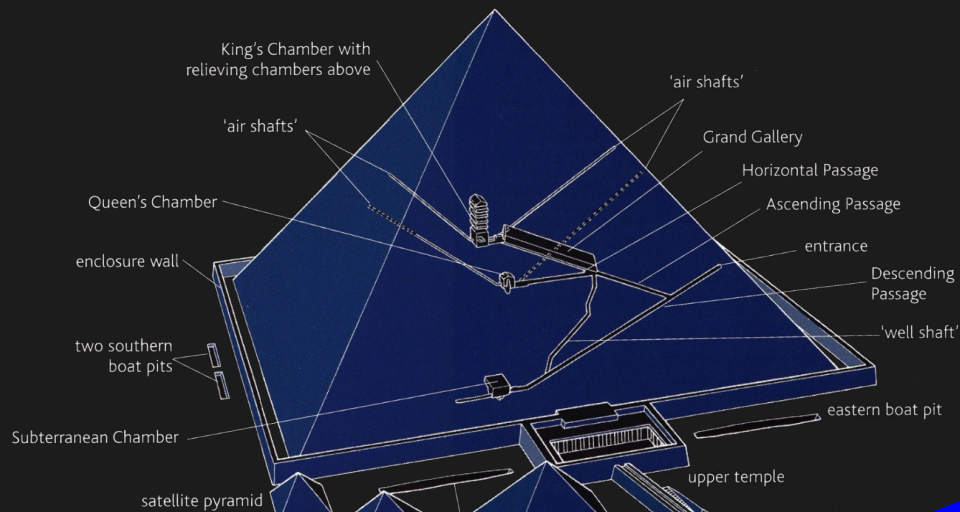 King's Chamber with
relieving chambers above
'air shafts'
'air shafts'
Grand Gallery
Horizontal Passage
Queen's Chamber
Ascending Passage
entrance
enclosure wall
Descending
Passage
'well shaft'
two southern
boat pits
eastern boat pit
Subterranean Chamber
upper temple
satellite pyramid